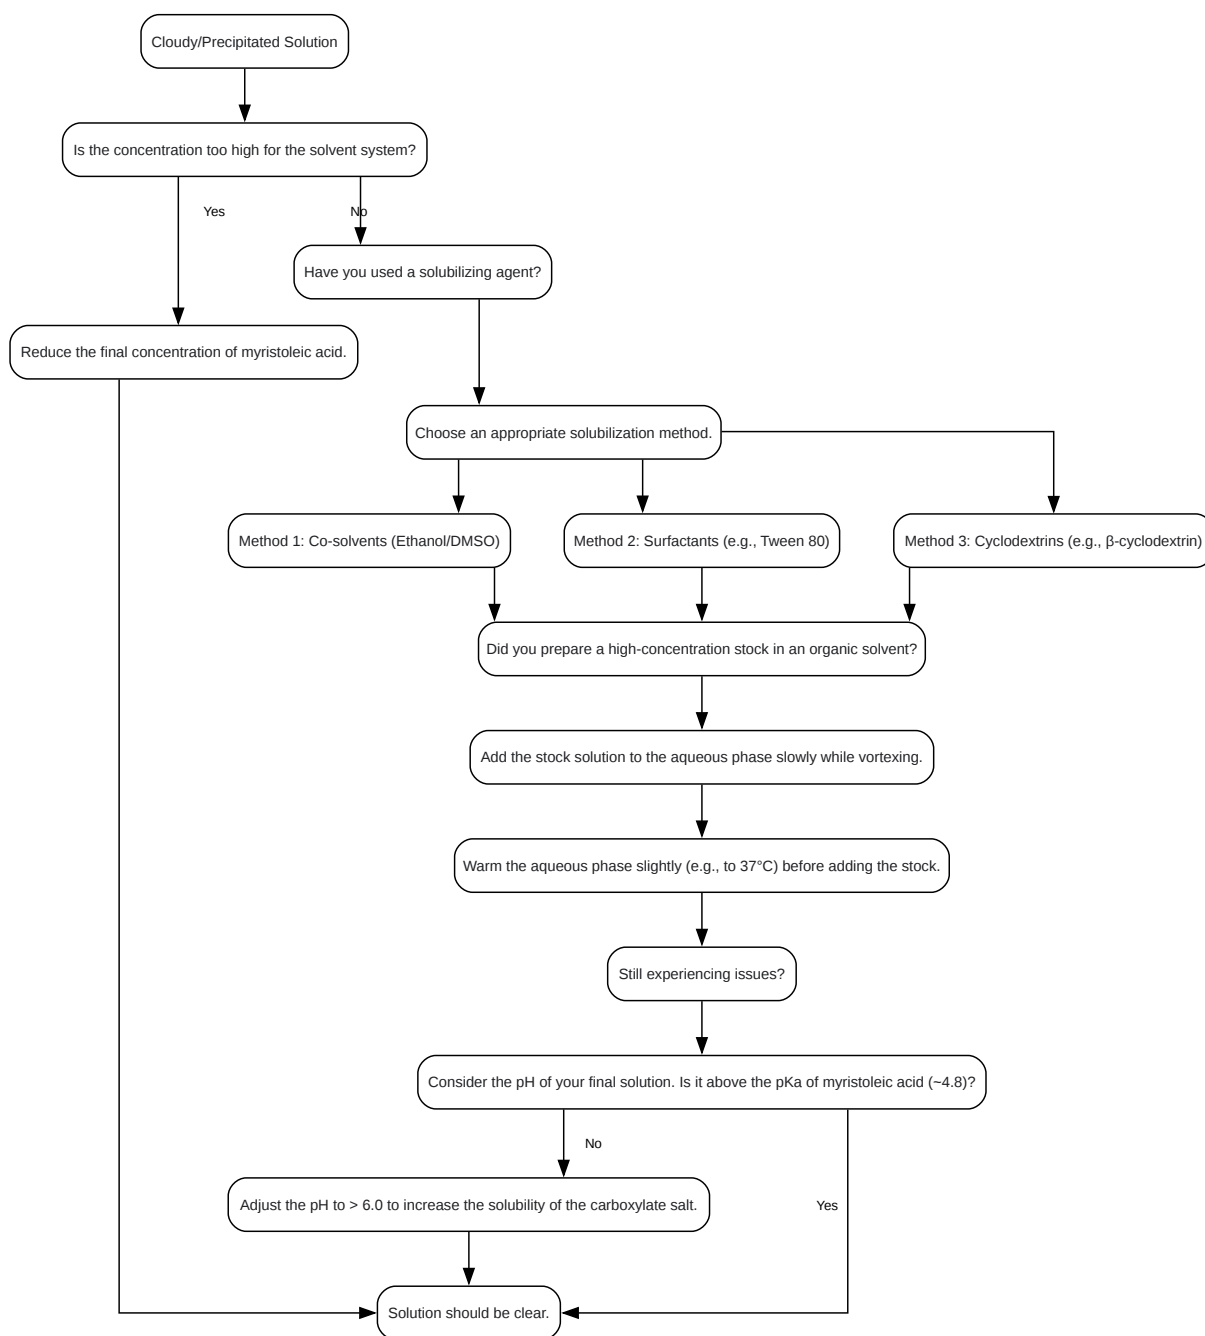 Cloudy/Precipitated Solution
Is the concentration too high for the solvent system?
Yes
No
Have you used a solubilizing agent?
Reduce the final concentration of myristoleic acid.
Choose an appropriate solubilization method.
Method 1: Co-solvents (Ethanol/DMSO)
Method 2: Surfactants (e.g., Tween 80)
Method 3: Cyclodextrins (e.g., β-cyclodextrin)
Did you prepare a high-concentration stock in an organic solvent?
Add the stock solution to the aqueous phase slowly while vortexing.
Warm the aqueous phase slightly (e.g., to 37°C) before adding the stock.
Still experiencing issues?
Consider the pH of your final solution. Is it above the pKa of myristoleic acid (~4.8)?
No
Adjust the pH to > 6.0 to increase the solubility of the carboxylate salt.
Yes
Solution should be clear.